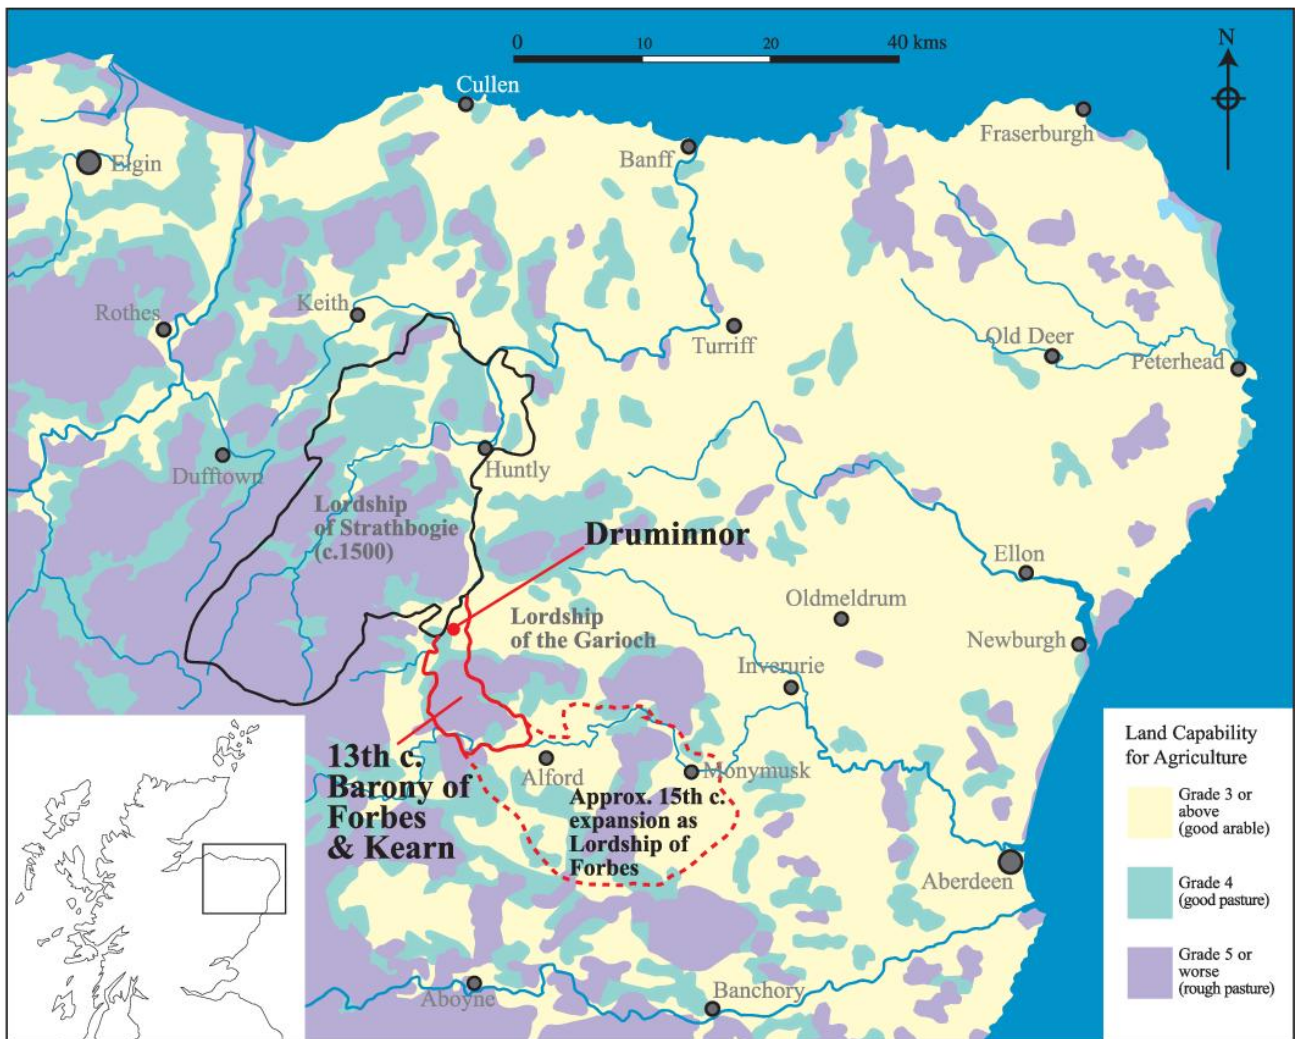 0
10
20
40 kms
N
Cullen
Fraserburgh
Banff
Elgin
Keith
Rothes
Turriff
Old Deer
Peterhead
Dufftown
Huntly
Lordship
of Strathbogie
(c.1500)
Druminnor
Ellon
Oldmeldrum
Lordship
of the Garioch
Newburgh
Inverurie
13th c.
Barony of
Forbes
& Kearn
Alford
Monymusk
Approx. 15th c.
expansion as
Lordship of
Forbes
Aberdeen
Aboyne
Banchory
Land Capability
for Agriculture
Grade 3 or
above
(good arable)
Grade 4
(good pasture)
Grade 5 or
worse
(rough pasture)